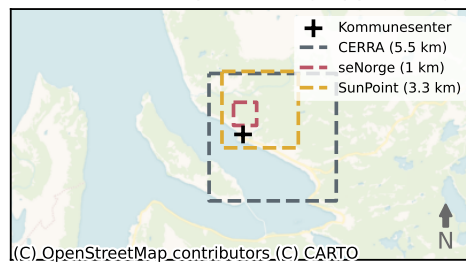 Kommunesenter
CERRA (5.5 km)
seNorge (1 km)
SunPoint (3.3 km)
N
(C) OpenStreetMap contributors (C) CARTO